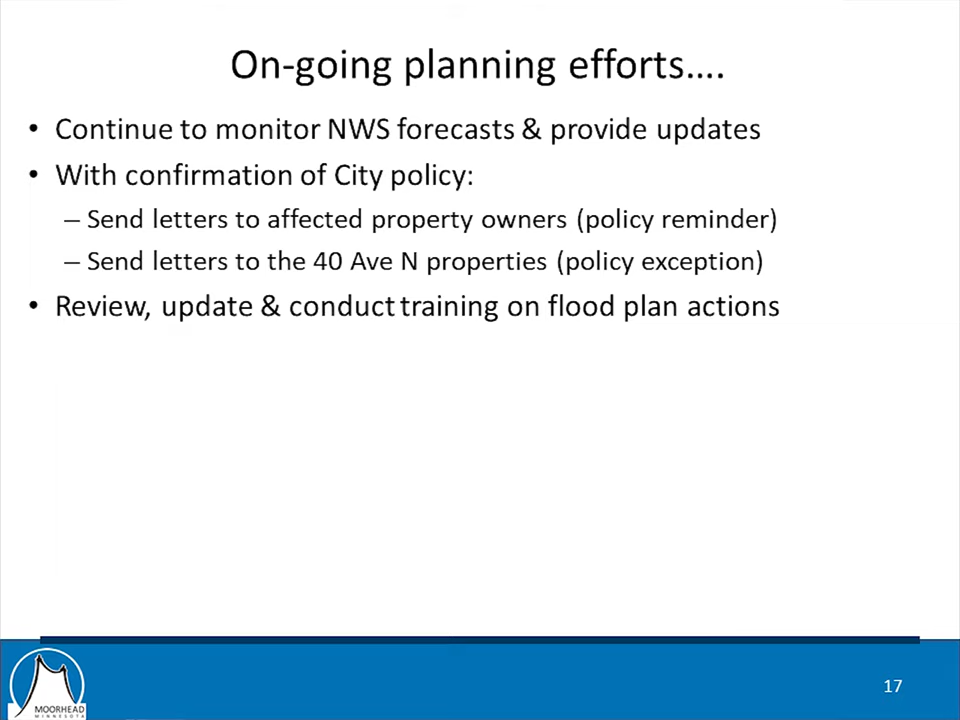 On-going planning efforts....
• Continue to monitor NWS forecasts & provide updates
• With confirmation of City policy:
– Send letters to affected property owners (policy reminder)
– Send letters to the 40 Ave N properties (policy exception)
• Review, update & conduct training on flood plan actions
17
MOORHEAD
MINNESOTA